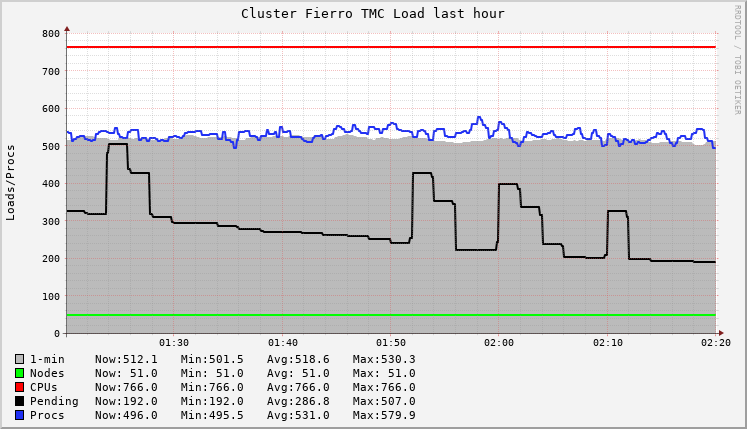 Cluster Fierro TMC Load last hour
RRDTOOL / TOBI OETIKER
Loads/Procs
800
700
600
500
400
300
200
100
0
01:30 01:40 01:50 02:00 02:10 02:20
1-min Now:512.1 Min:501.5 Avg:518.6 Max:530.3
Nodes Now: 51.0 Min: 51.0 Avg: 51.0 Max: 51.0
CPUs Now:766.0 Min:766.0 Avg:766.0 Max:766.0
Pending Now:192.0 Min:192.0 Avg:286.8 Max:507.0
Procs Now:496.0 Min:495.5 Avg:531.0 Max:579.9